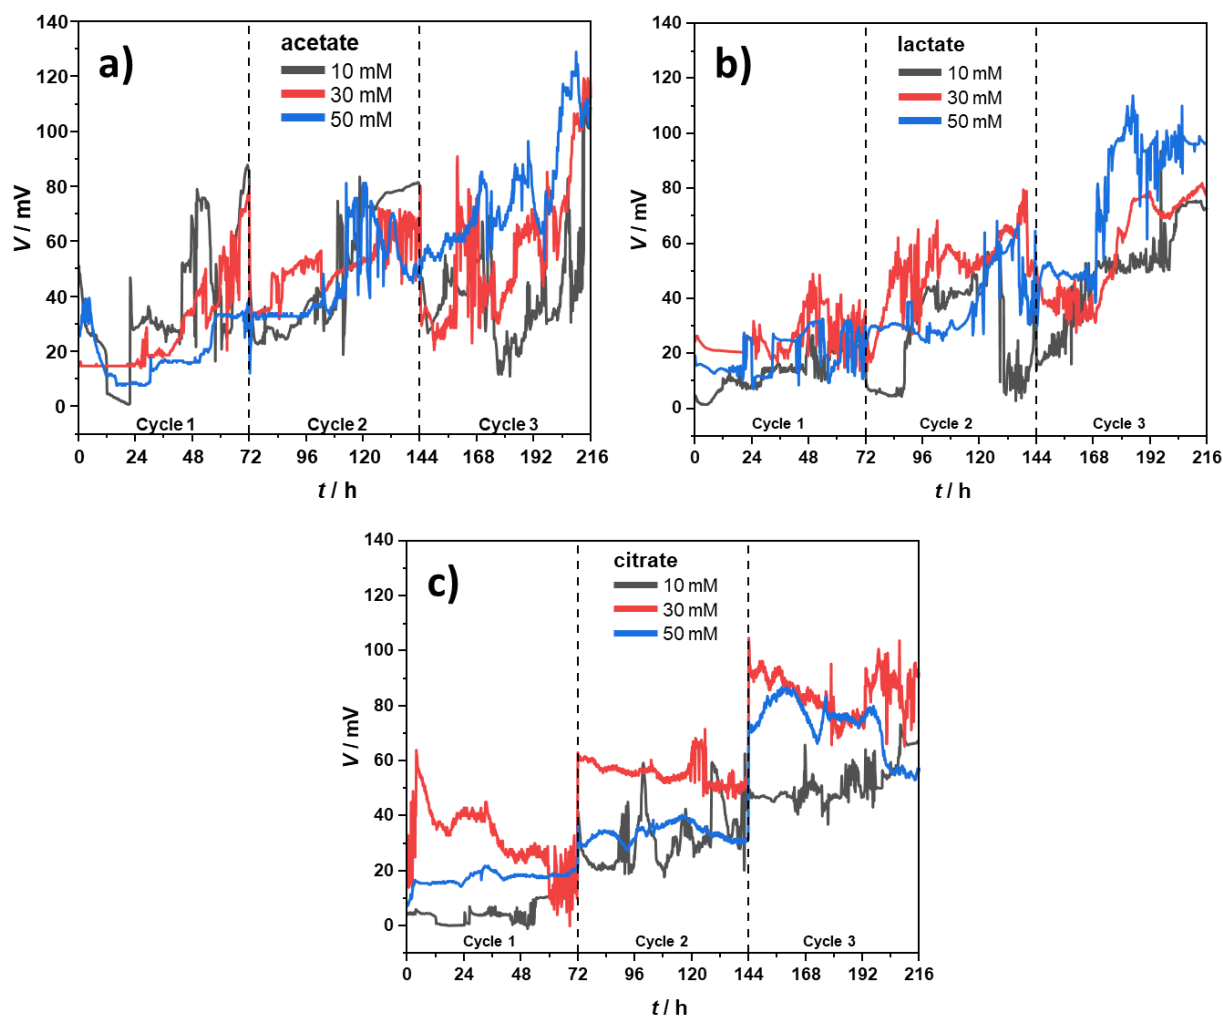 a)
acetate
10 mM
30 mM
50 mM
V / mV
140
120
100
80
60
40
20
0
Cycle 1
Cycle 2
Cycle 3
0 24 48 72 96 120 144 168 192 216
t / h
b)
lactate
10 mM
30 mM
50 mM
V / mV
140
120
100
80
60
40
20
0
Cycle 1
Cycle 2
Cycle 3
0 24 48 72 96 120 144 168 192 216
t / h
c)
citrate
10 mM
30 mM
50 mM
V / mV
140
120
100
80
60
40
20
0
Cycle 1
Cycle 2
Cycle 3
0 24 48 72 96 120 144 168 192 216
t / h